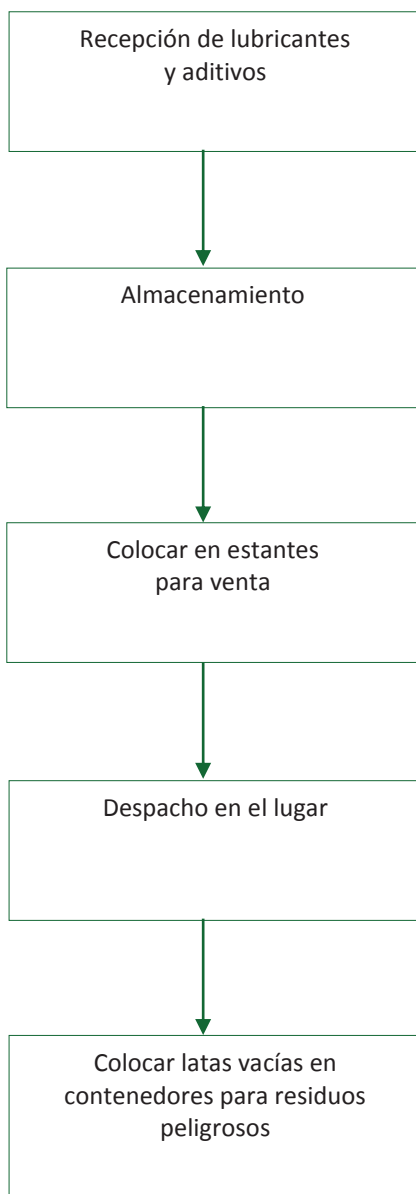 Recepción de lubricantes
y aditivos
Almacenamiento
Colocar en estantes
para venta
Despacho en el lugar
Colocar latas vacías en
contenedores para residuos
peligrosos